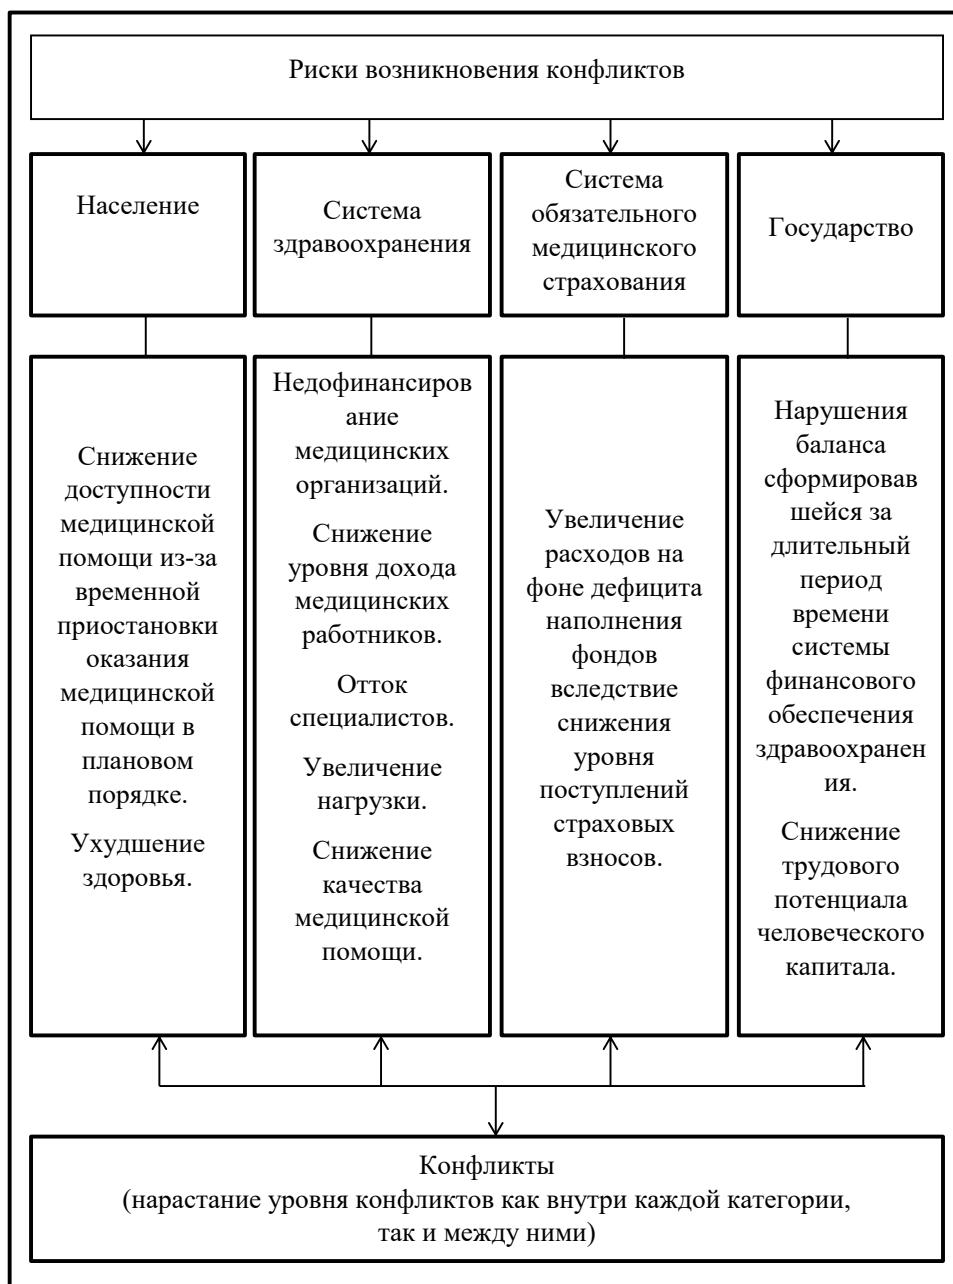 Риски возникновения конфликтов
Население
Система
здравоохранения
Система
обязательного
медицинского
страхования
Государство
Снижение
доступности
медицинской
помощи из-за
временной
приостановки
оказания
медицинской
помощи в
плановом
порядке.
Ухудшение
здоровья.
Недофинансиров
ание
медицинских
организаций.
Снижение
уровня дохода
медицинских
работников.
Отток
специалистов.
Увеличение
нагрузки.
Снижение
качества
медицинской
помощи.
Увеличение
расходов на
фоне дефицита
наполнения
фондов
вследствие
снижения
уровня
поступлений
страховых
взносов.
Нарушения
баланса
сформировав
шейся за
длительный
период
времени
системы
финансового
обеспечения
здравоохранен
ия.
Снижение
трудового
потенциала
человеческого
капитала.
Конфликты
(нарастание уровня конфликтов как внутри каждой категории,
так и между ними)